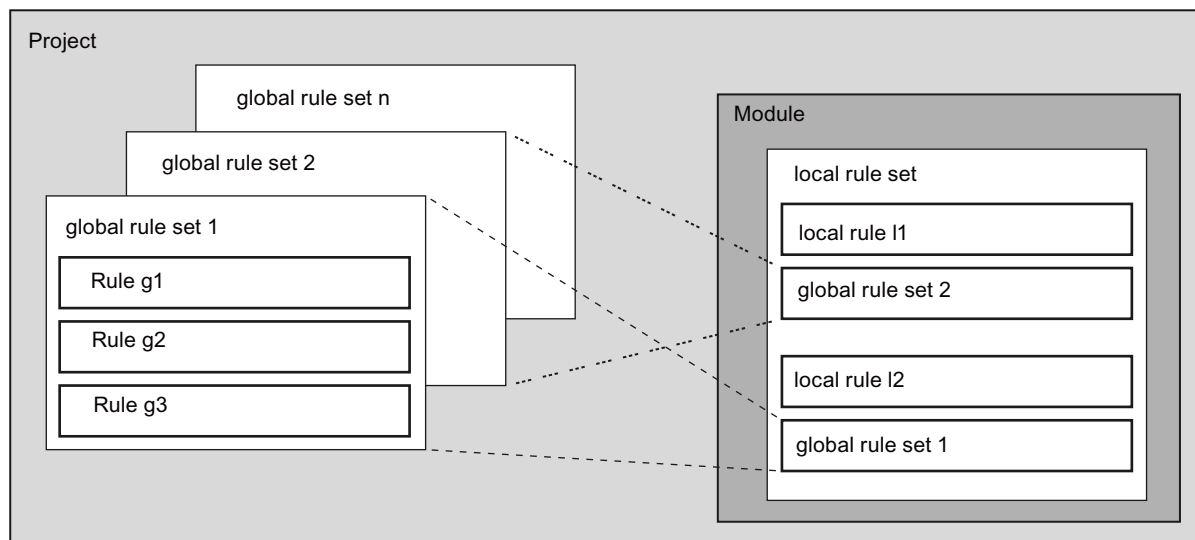 Project
global rule set n
global rule set 2
global rule set 1
Rule g1
Rule g2
Rule g3
Module
local rule set
local rule l1
global rule set 2
local rule l2
global rule set 1